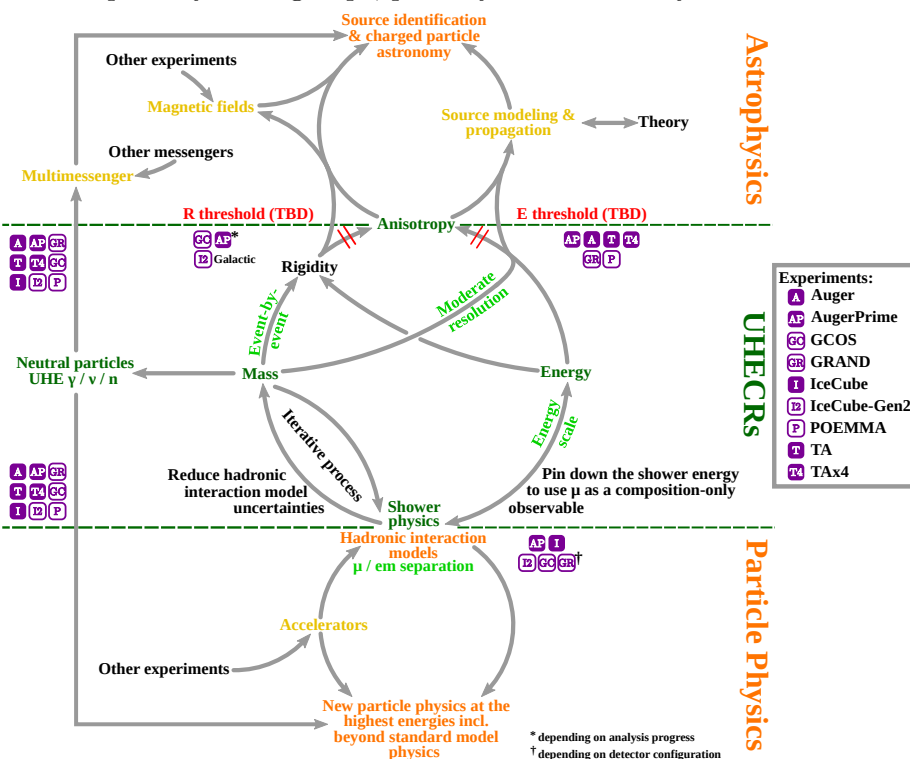 Source identification
& charged particle
astronomy
Other experiments
Magnetic fields
Source modeling &
propagation
Theory
Other messengers
Multimessenger
Astrophysics
R threshold (TBD)
E threshold (TBD)
Anisotropy
A AP GR
T T4 GC
I I2 P
GC AP*
I2 Galactic
AP A T T4
GR P
Rigidity
Event-by-
event
Moderate
resolution
Neutral particles
UHE γ / ν / n
Mass
Energy
UHECRs
Experiments:
A Auger
AP AugerPrime
GC GCOS
GR GRAND
I IceCube
I2 IceCube-Gen2
P POEMMA
T TA
T4 TAx4
Iterative process
Energy
scale
Reduce hadronic
interaction model
uncertainties
Pin down the shower energy
to use μ as a composition-only
observable
A AP GR
T T4 GC
I I2 P
Shower
physics
Hadronic interaction
models
μ / em separation
AP I
I2 GC GR†
Accelerators
Other experiments
Particle Physics
New particle physics at the
highest energies incl.
beyond standard model
physics
* depending on analysis progress
† depending on detector configuration